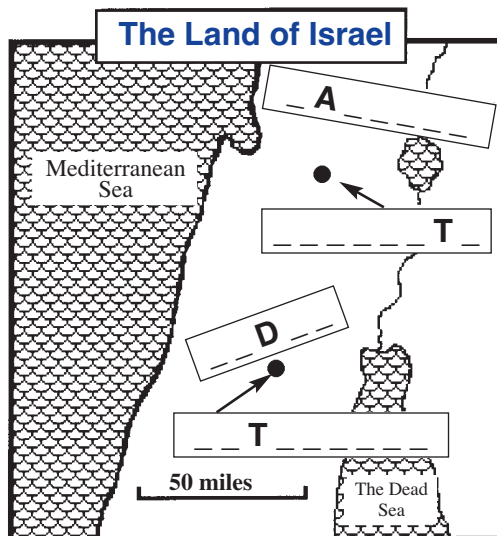 The Land of Israel
A
Mediterranean
Sea
T
D
T
50 miles
The Dead
Sea